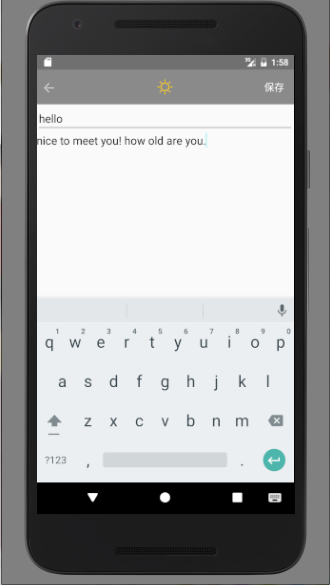 1:58
保存
hello
nice to meet you! how old are you.
1 2 3 4 5 6 7 8 9 0
q w e r t y u i o p
a s d f g h j k l
z x c v b n m
?123 , .